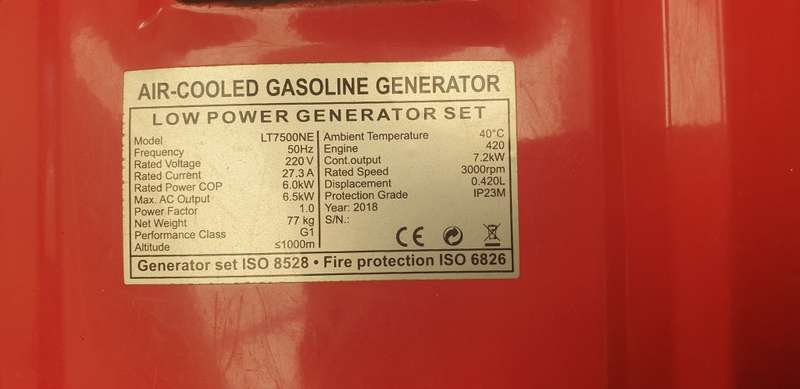 AIR-COOLED GASOLINE GENERATOR
LOW POWER GENERATOR SET
Model LT7500NE
Frequency 50Hz
Rated Voltage 220 V
Rated Current 27.3 A
Rated Power COP 6.0kW
Max. AC Output 6.5kW
Power Factor 1.0
Net Weight 77 kg
Performance Class G1
Altitude ≤1000m
Ambient Temperature 40°C
Engine 420
Cont.output 7.2kW
Rated Speed 3000rpm
Displacement 0.420L
Protection Grade IP23M
Year: 2018
S/N.:
CE
Generator set ISO 8528 • Fire protection ISO 6826